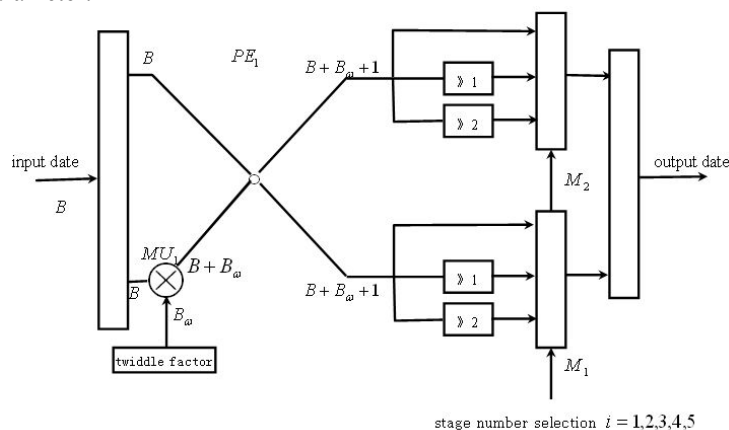 B
PE₁
B + Bω + 1
》1
》2
input date
B
output date
M₂
MU₁
B + Bω
B
Bω
twiddle factor
B + Bω + 1
》1
》2
M₁
stage number selection i = 1,2,3,4,5